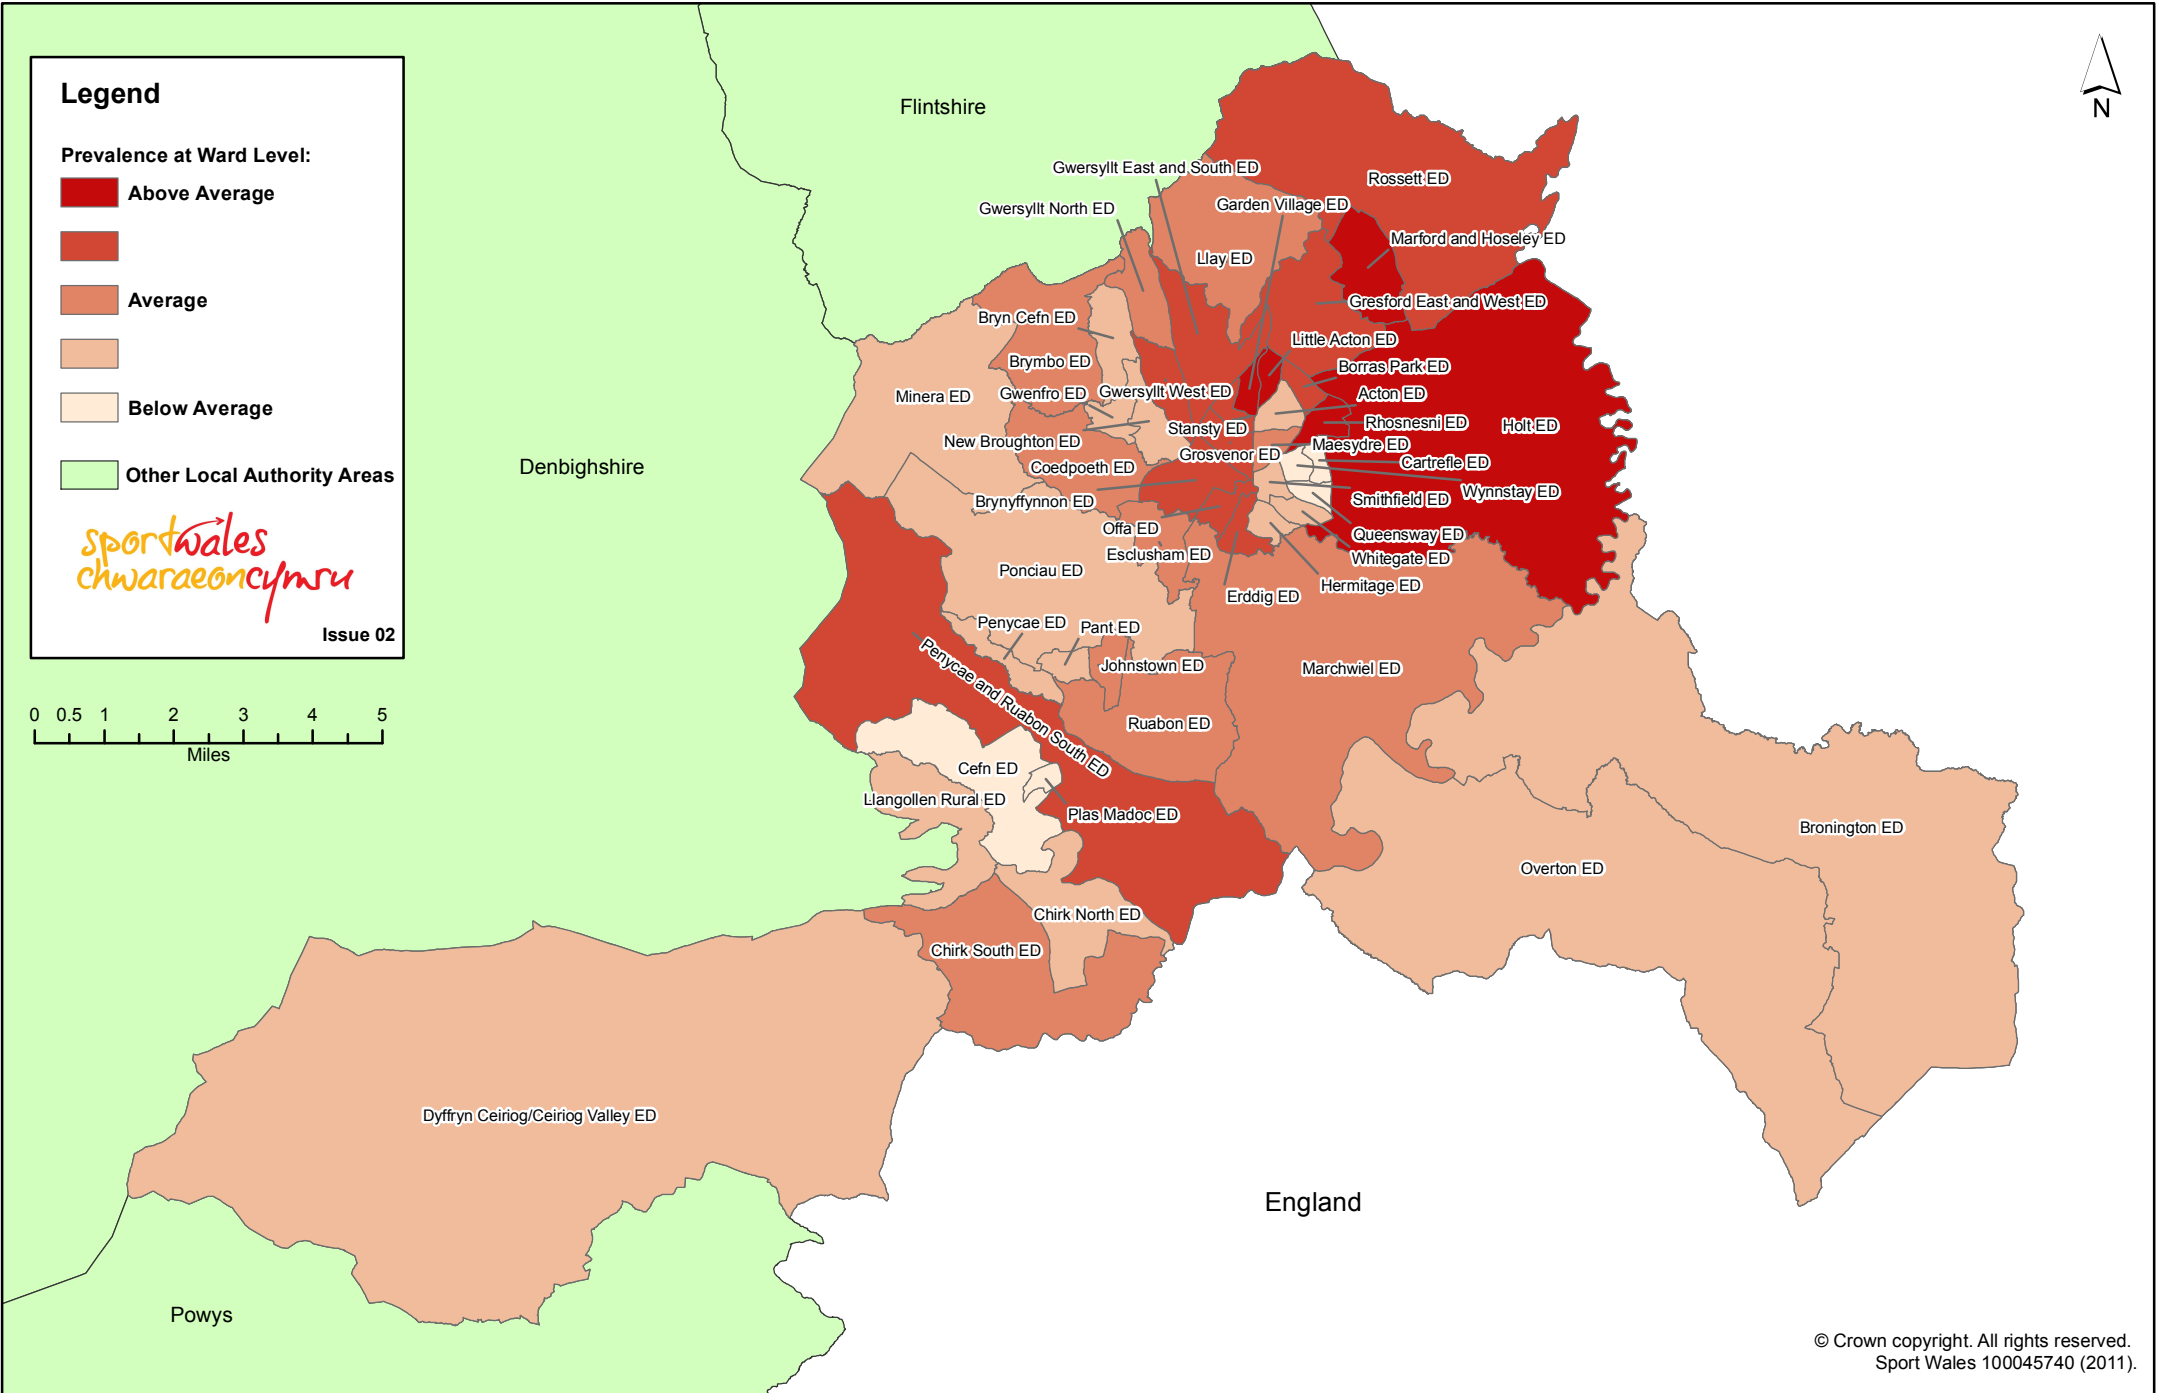 Legend
Prevalence at Ward Level:
Above Average
Average
Below Average
Other Local Authority Areas
sportwales
chwaraeoncymru
Issue 02
0 0.5 1 2 3 4 5
Miles
N
Flintshire
Denbighshire
Powys
England
Gwersyllt East and South ED
Rossett ED
Gwersyllt North ED
Garden Village ED
Marford and Hoseley ED
Llay ED
Gresford East and West ED
Bryn Cefn ED
Little Acton ED
Brymbo ED
Borras Park ED
Minera ED
Gwenfro ED
Gwersyllt West ED
Acton ED
Stansty ED
Rhosnesni ED
Holt ED
New Broughton ED
Maesydre ED
Grosvenor ED
Coedpoeth ED
Cartrefle ED
Wynnstay ED
Brynyffynnon ED
Smithfield ED
Offa ED
Queensway ED
Esclusham ED
Whitegate ED
Ponciau ED
Hermitage ED
Erddig ED
Penycae ED
Pant ED
Johnstown ED
Marchwiel ED
Penycae and Ruabon South ED
Ruabon ED
Cefn ED
Llangollen Rural ED
Plas Madoc ED
Bronington ED
Overton ED
Chirk North ED
Chirk South ED
Dyffryn Ceiriog/Ceiriog Valley ED
© Crown copyright. All rights reserved.
Sport Wales 100045740 (2011).